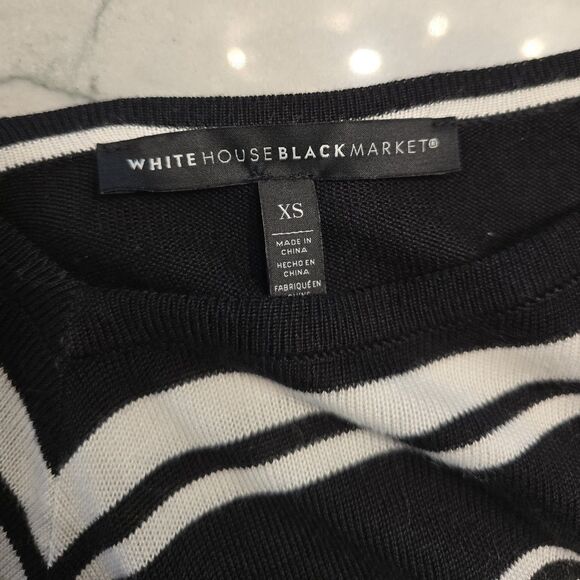 WHITEHOUSEBLACKMARKET®
XS
MADE IN
CHINA
HECHO EN
CHINA
FABRIQUÉ EN